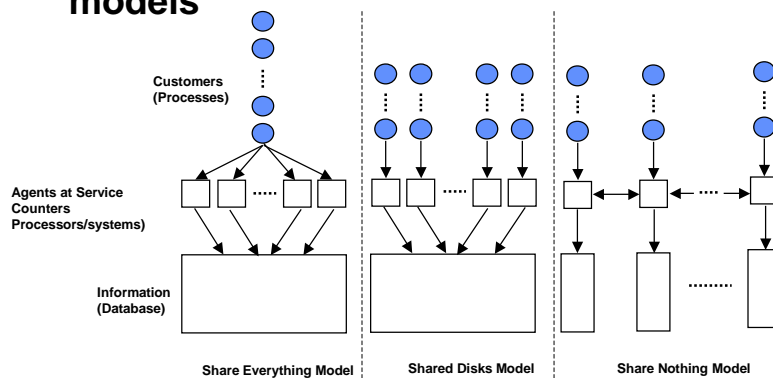 models
Customers
(Processes)
Agents at Service
Counters
Processors/systems)
Information
(Database)
Share Everything Model
Shared Disks Model
Share Nothing Model